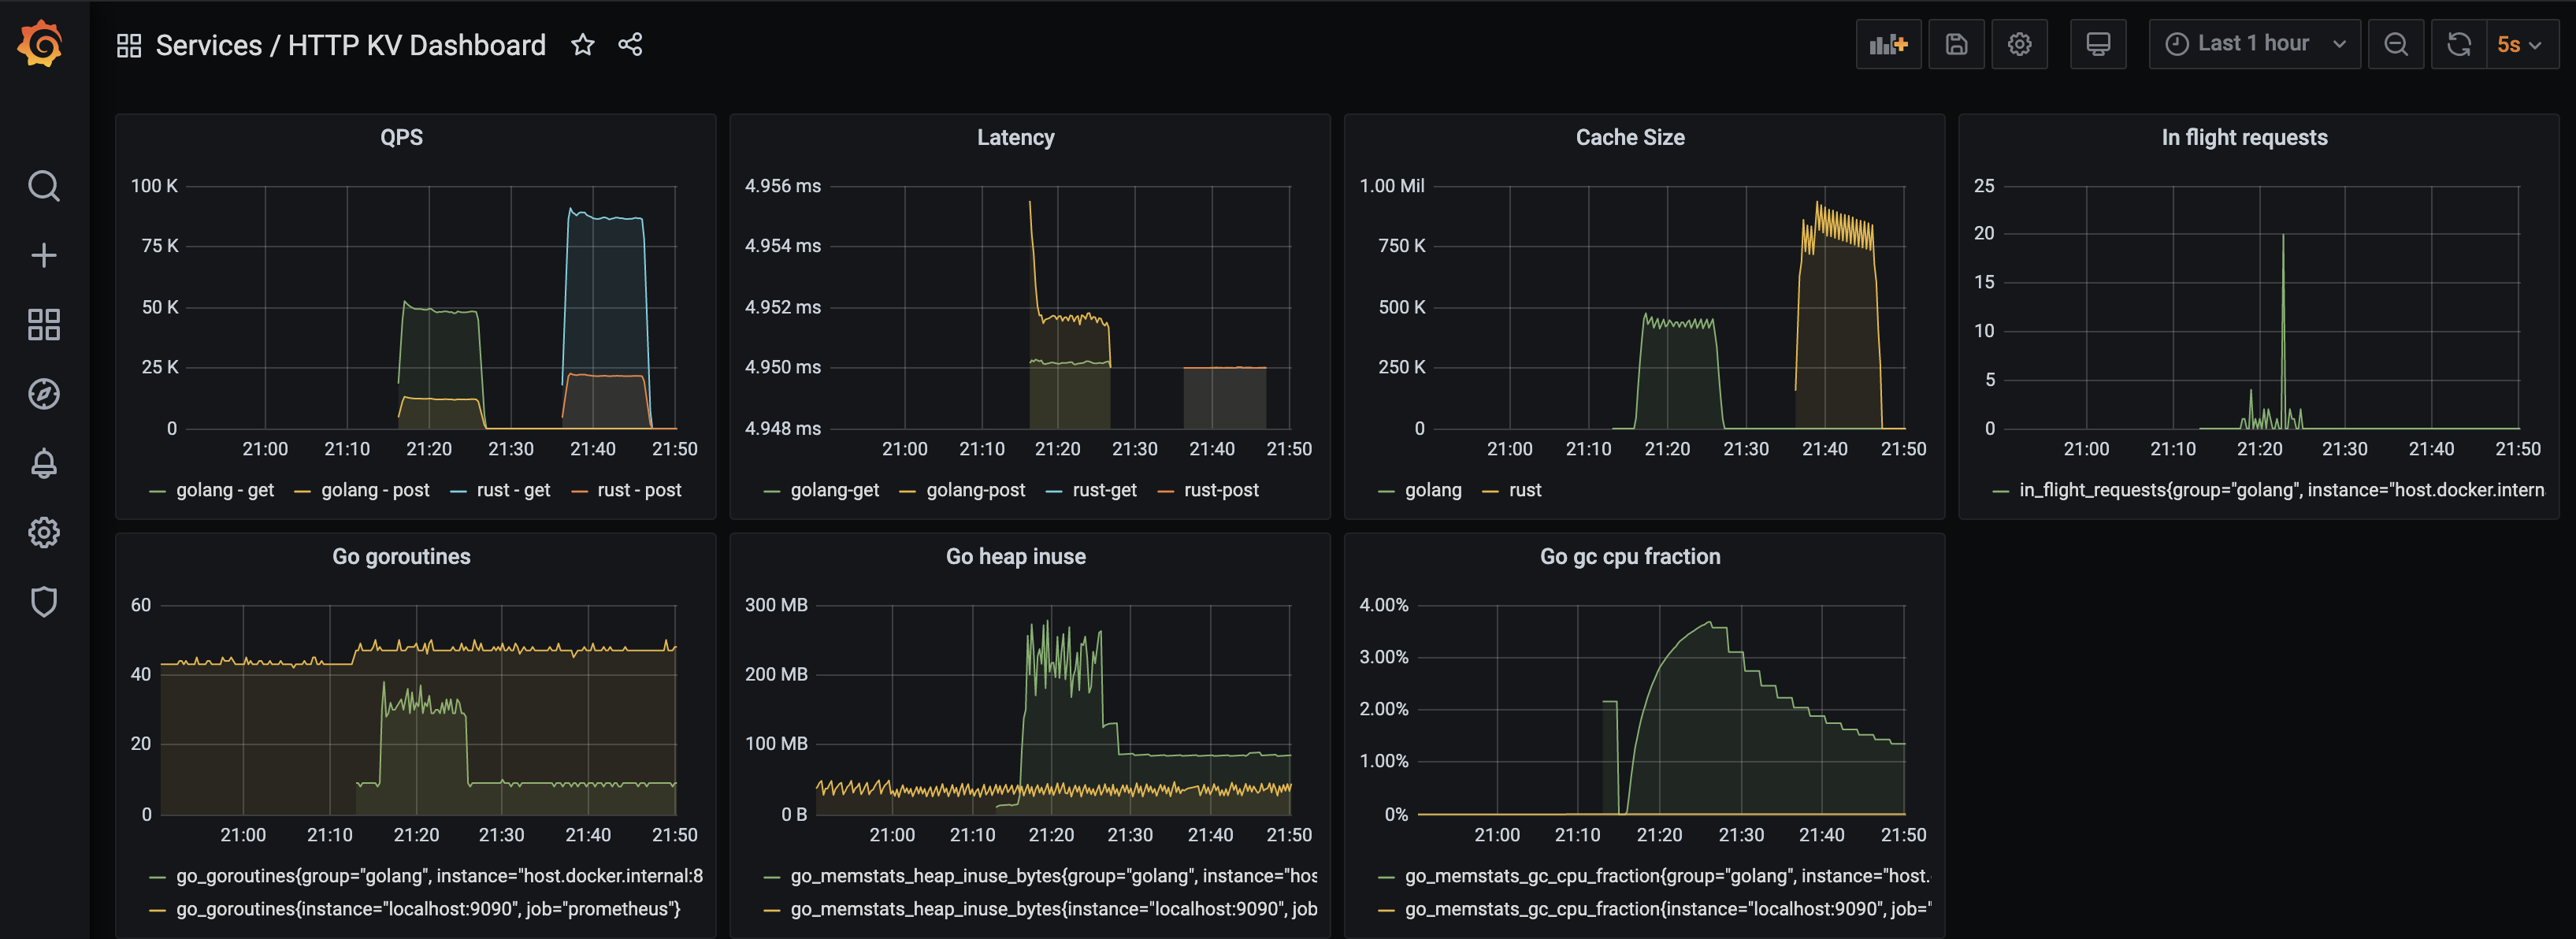 Services / HTTP KV Dashboard
Last 1 hour
5s
QPS
100 K
75 K
50 K
25 K
0
21:00 21:10 21:20 21:30 21:40 21:50
golang - get golang - post rust - get rust - post
Latency
4.956 ms
4.954 ms
4.952 ms
4.950 ms
4.948 ms
21:00 21:10 21:20 21:30 21:40 21:50
golang-get golang-post rust-get rust-post
Cache Size
1.00 Mil
750 K
500 K
250 K
0
21:00 21:10 21:20 21:30 21:40 21:50
golang rust
In flight requests
25
20
15
10
5
0
21:00 21:10 21:20 21:30 21:40 21:50
in_flight_requests{group="golang", instance="host.docker.intern
Go goroutines
60
40
20
0
21:00 21:10 21:20 21:30 21:40 21:50
go_goroutines{group="golang", instance="host.docker.internal:8
go_goroutines{instance="localhost:9090", job="prometheus"}
Go heap inuse
300 MB
200 MB
100 MB
0 B
21:00 21:10 21:20 21:30 21:40 21:50
go_memstats_heap_inuse_bytes{group="golang", instance="hos
go_memstats_heap_inuse_bytes{instance="localhost:9090", job
Go gc cpu fraction
4.00%
3.00%
2.00%
1.00%
0%
21:00 21:10 21:20 21:30 21:40 21:50
go_memstats_gc_cpu_fraction{group="golang", instance="host.
go_memstats_gc_cpu_fraction{instance="localhost:9090", job="